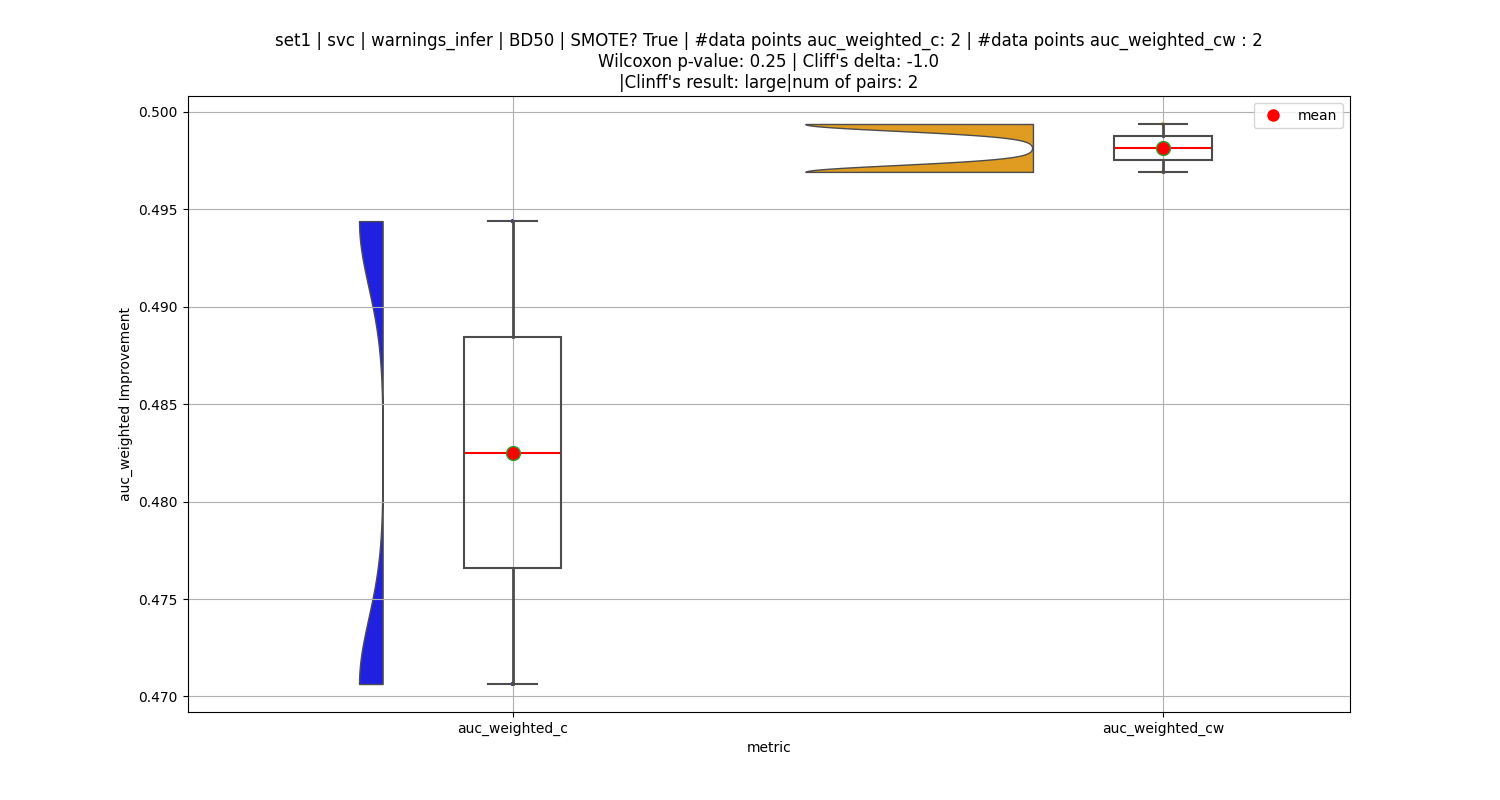 set1 | svc | warnings_infer | BD50 | SMOTE? True | #data points auc_weighted_c: 2 | #data points auc_weighted_cw : 2
Wilcoxon p-value: 0.25 | Cliff's delta: -1.0
|Clinff's result: large|num of pairs: 2
mean
0.500
0.495
0.490
0.485
0.480
0.475
0.470
auc_weighted Improvement
auc_weighted_c
auc_weighted_cw
metric